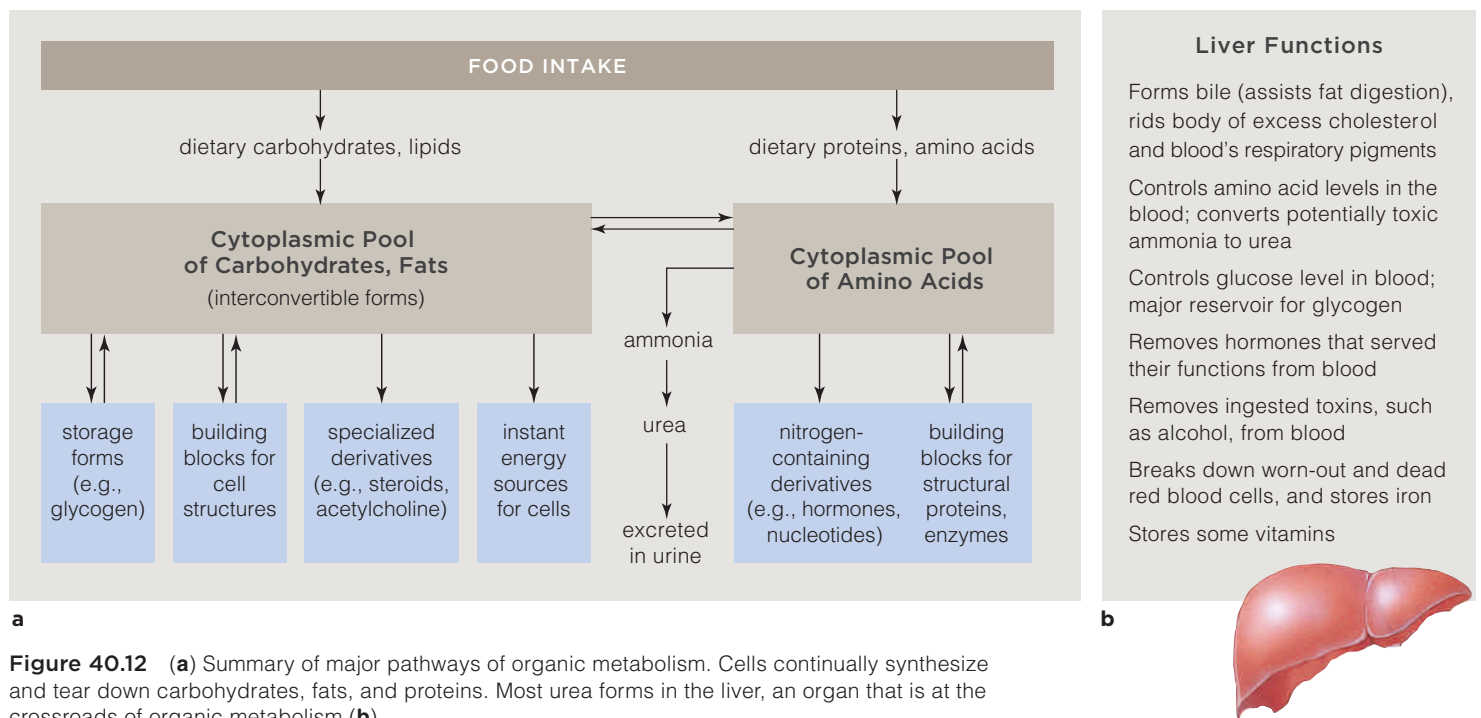 FOOD INTAKE
dietary carbohydrates, lipids
dietary proteins, amino acids
Cytoplasmic Pool
of Carbohydrates, Fats
(interconvertible forms)
Cytoplasmic Pool
of Amino Acids
ammonia
urea
excreted
in urine
storage
forms
(e.g.,
glycogen)
building
blocks for
cell
structures
specialized
derivatives
(e.g., steroids,
acetylcholine)
instant
energy
sources
for cells
nitrogen-
containing
derivatives
(e.g., hormones,
nucleotides)
building
blocks for
structural
proteins,
enzymes
a
Liver Functions
Forms bile (assists fat digestion),
rids body of excess cholesterol
and blood's respiratory pigments
Controls amino acid levels in the
blood; converts potentially toxic
ammonia to urea
Controls glucose level in blood;
major reservoir for glycogen
Removes hormones that served
their functions from blood
Removes ingested toxins, such
as alcohol, from blood
Breaks down worn-out and dead
red blood cells, and stores iron
Stores some vitamins
b
Figure 40.12 (a) Summary of major pathways of organic metabolism. Cells continually synthesize
and tear down carbohydrates, fats, and proteins. Most urea forms in the liver, an organ that is at the
crossroads of organic metabolism (b)